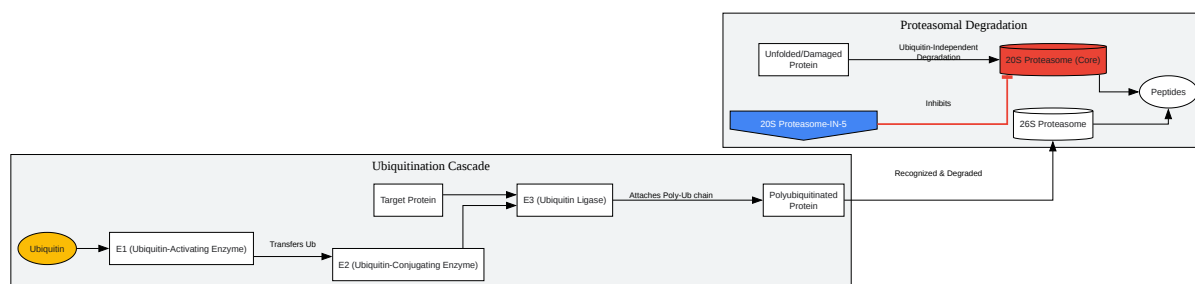 Proteasomal Degradation
Unfolded/Damaged
Protein
Ubiquitin-Independent
Degradation
20S Proteasome (Core)
Peptides
Inhibits
20S Proteasome-IN-5
26S Proteasome
Ubiquitination Cascade
Recognized & Degraded
Target Protein
E3 (Ubiquitin Ligase)
Attaches Poly-Ub chain
Polyubiquitinated
Protein
Ubiquitin
E1 (Ubiquitin-Activating Enzyme)
Transfers Ub
E2 (Ubiquitin-Conjugating Enzyme)